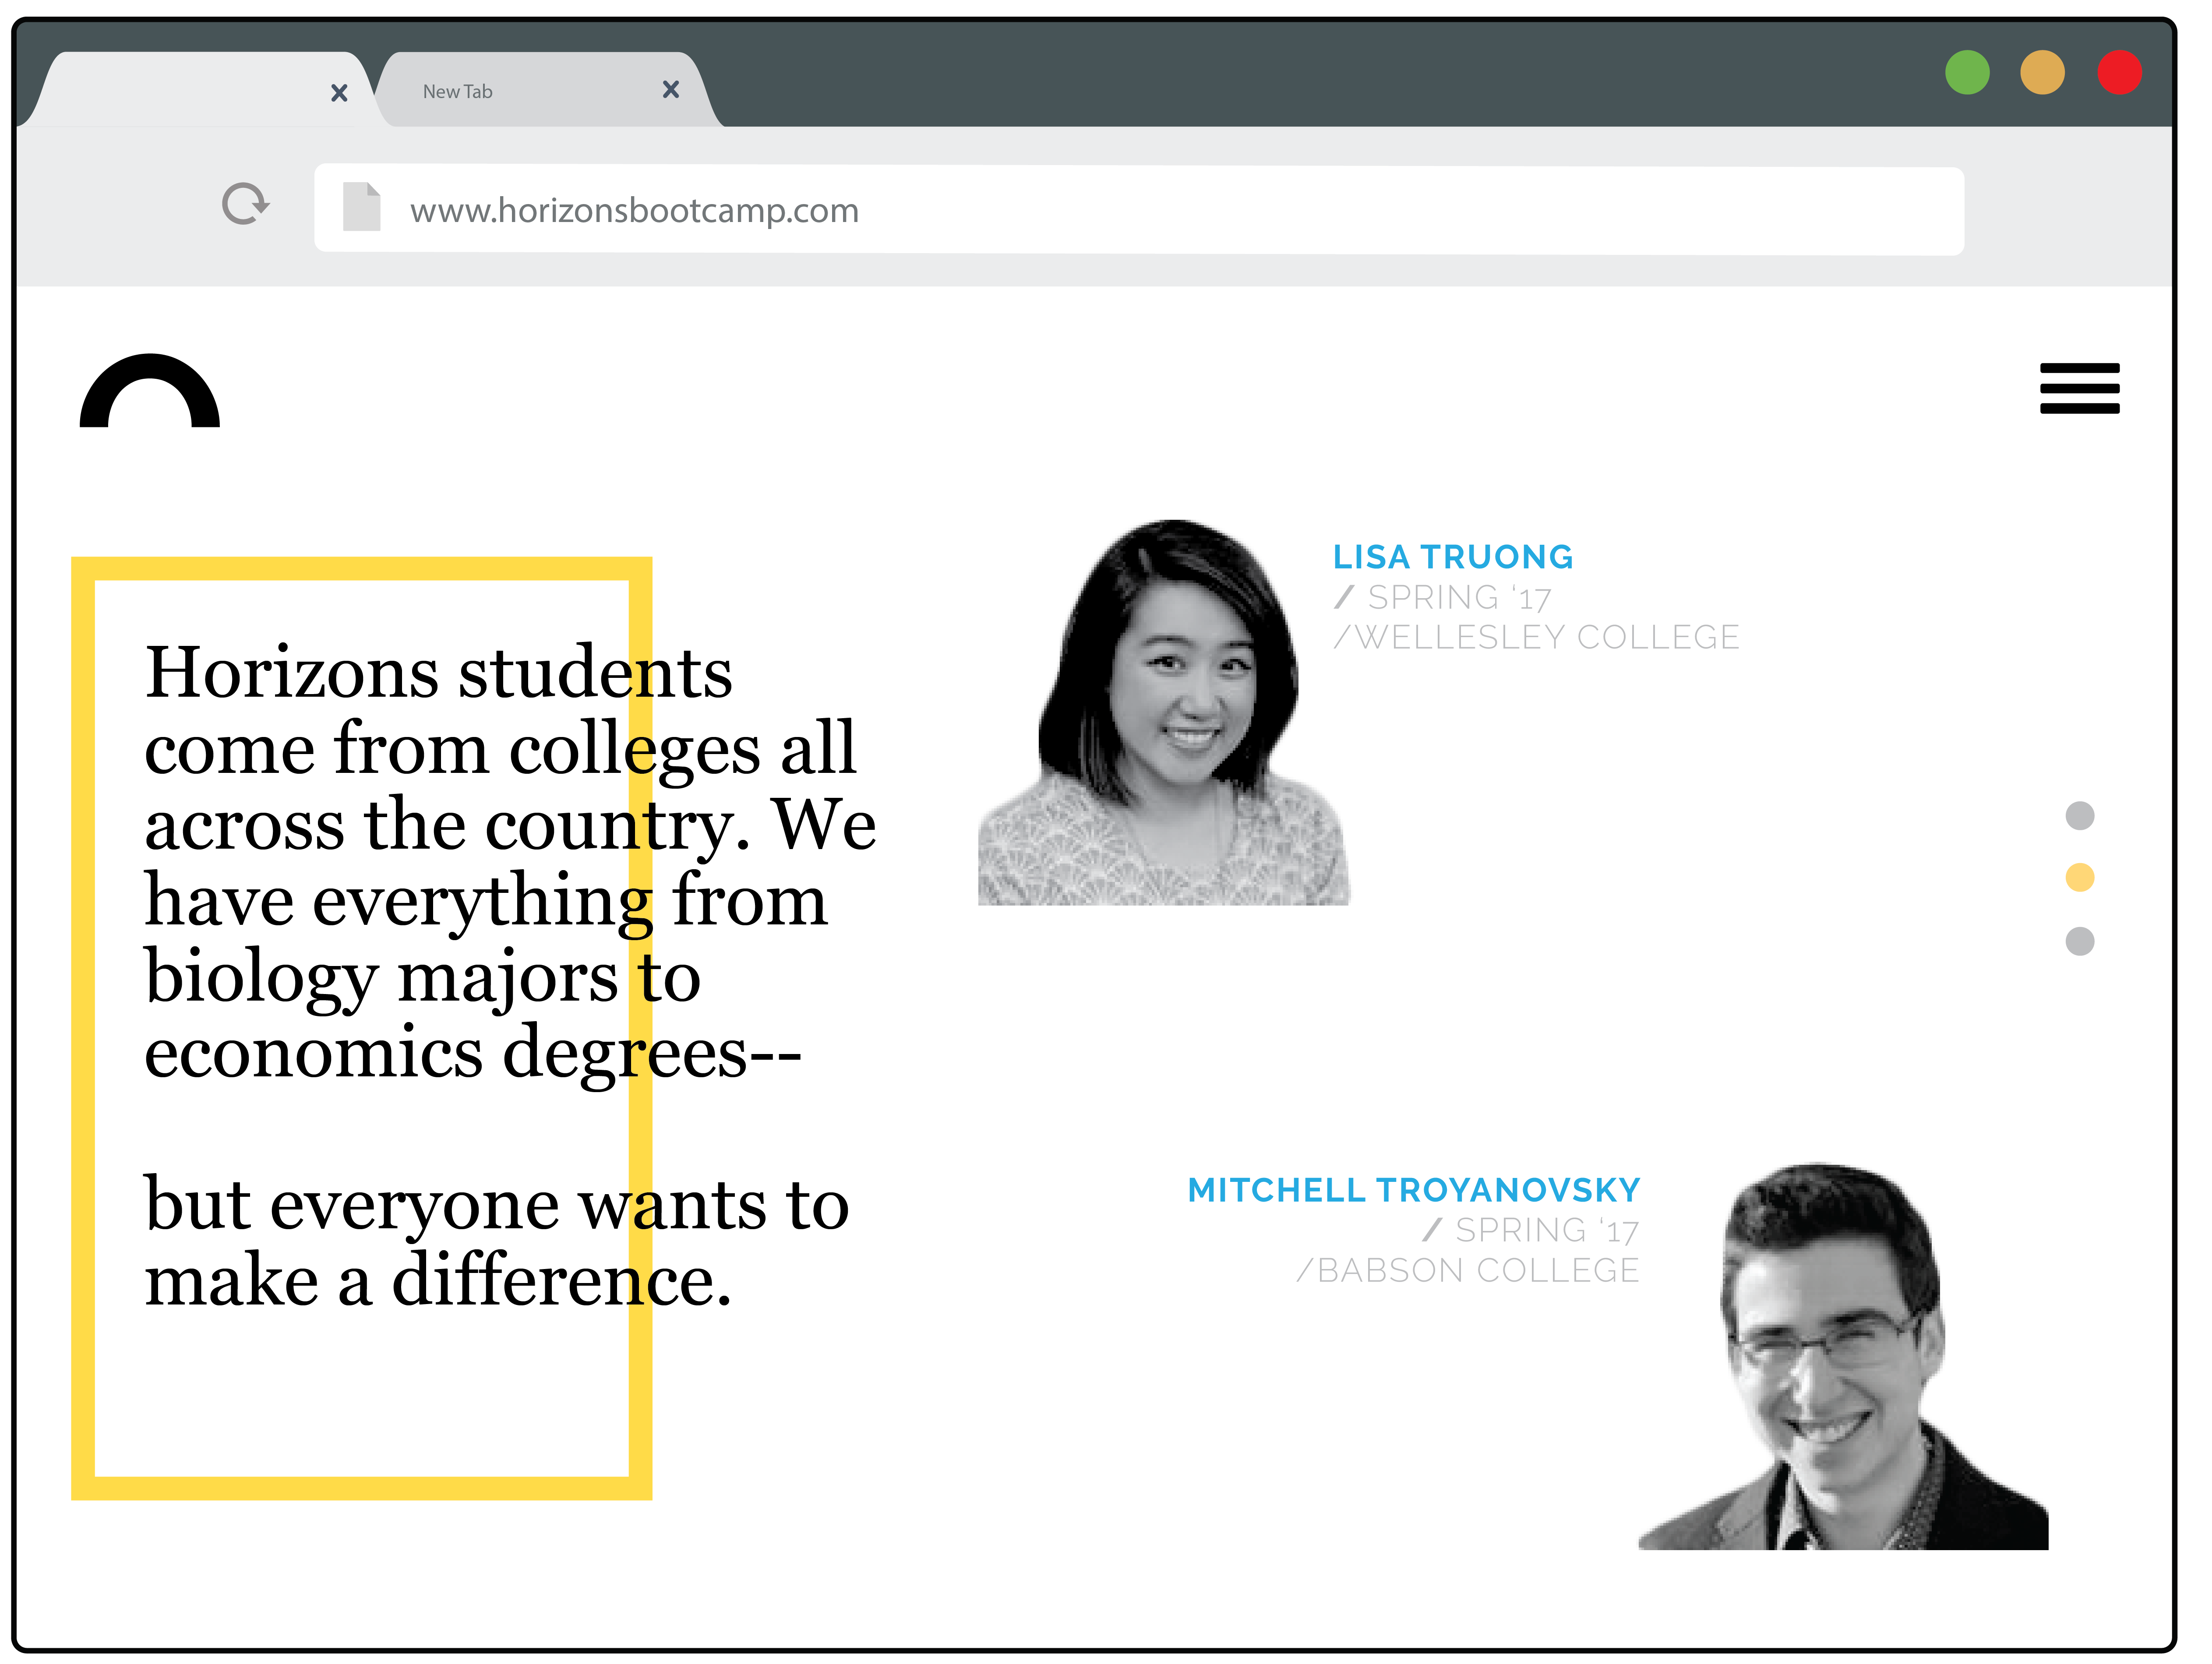 New Tab
www.horizonsbootcamp.com
Horizons students
come from colleges all
across the country. We
have everything from
biology majors to
economics degrees--
but everyone wants to
make a difference.
LISA TRUONG
/ SPRING ‘17
/WELLESLEY COLLEGE
MITCHELL TROYANOVSKY
/ SPRING ‘17
/BABSON COLLEGE